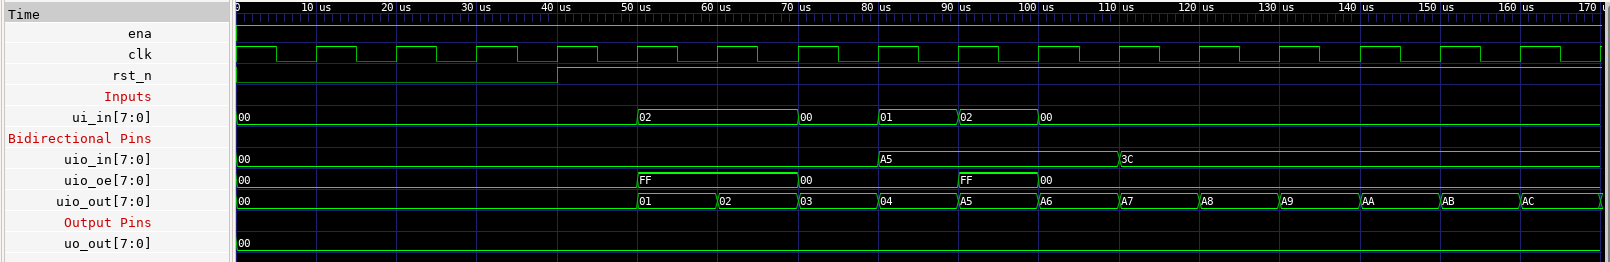 Time 0 10 us 20 us 30 us 40 us 50 us 60 us 70 us 80 us 90 us 100 us 110 us 120 us 130 us 140 us 150 us 160 us 170 u
ena
clk
rst_n
Inputs
ui_in[7:0] 00 02 00 01 02 00
Bidirectional Pins
uio_in[7:0] 00 A5 3C
uio_oe[7:0] 00 FF 00 FF 00
uio_out[7:0] 00 01 02 03 04 A5 A6 A7 A8 A9 AA AB AC
Output Pins
uo_out[7:0] 00